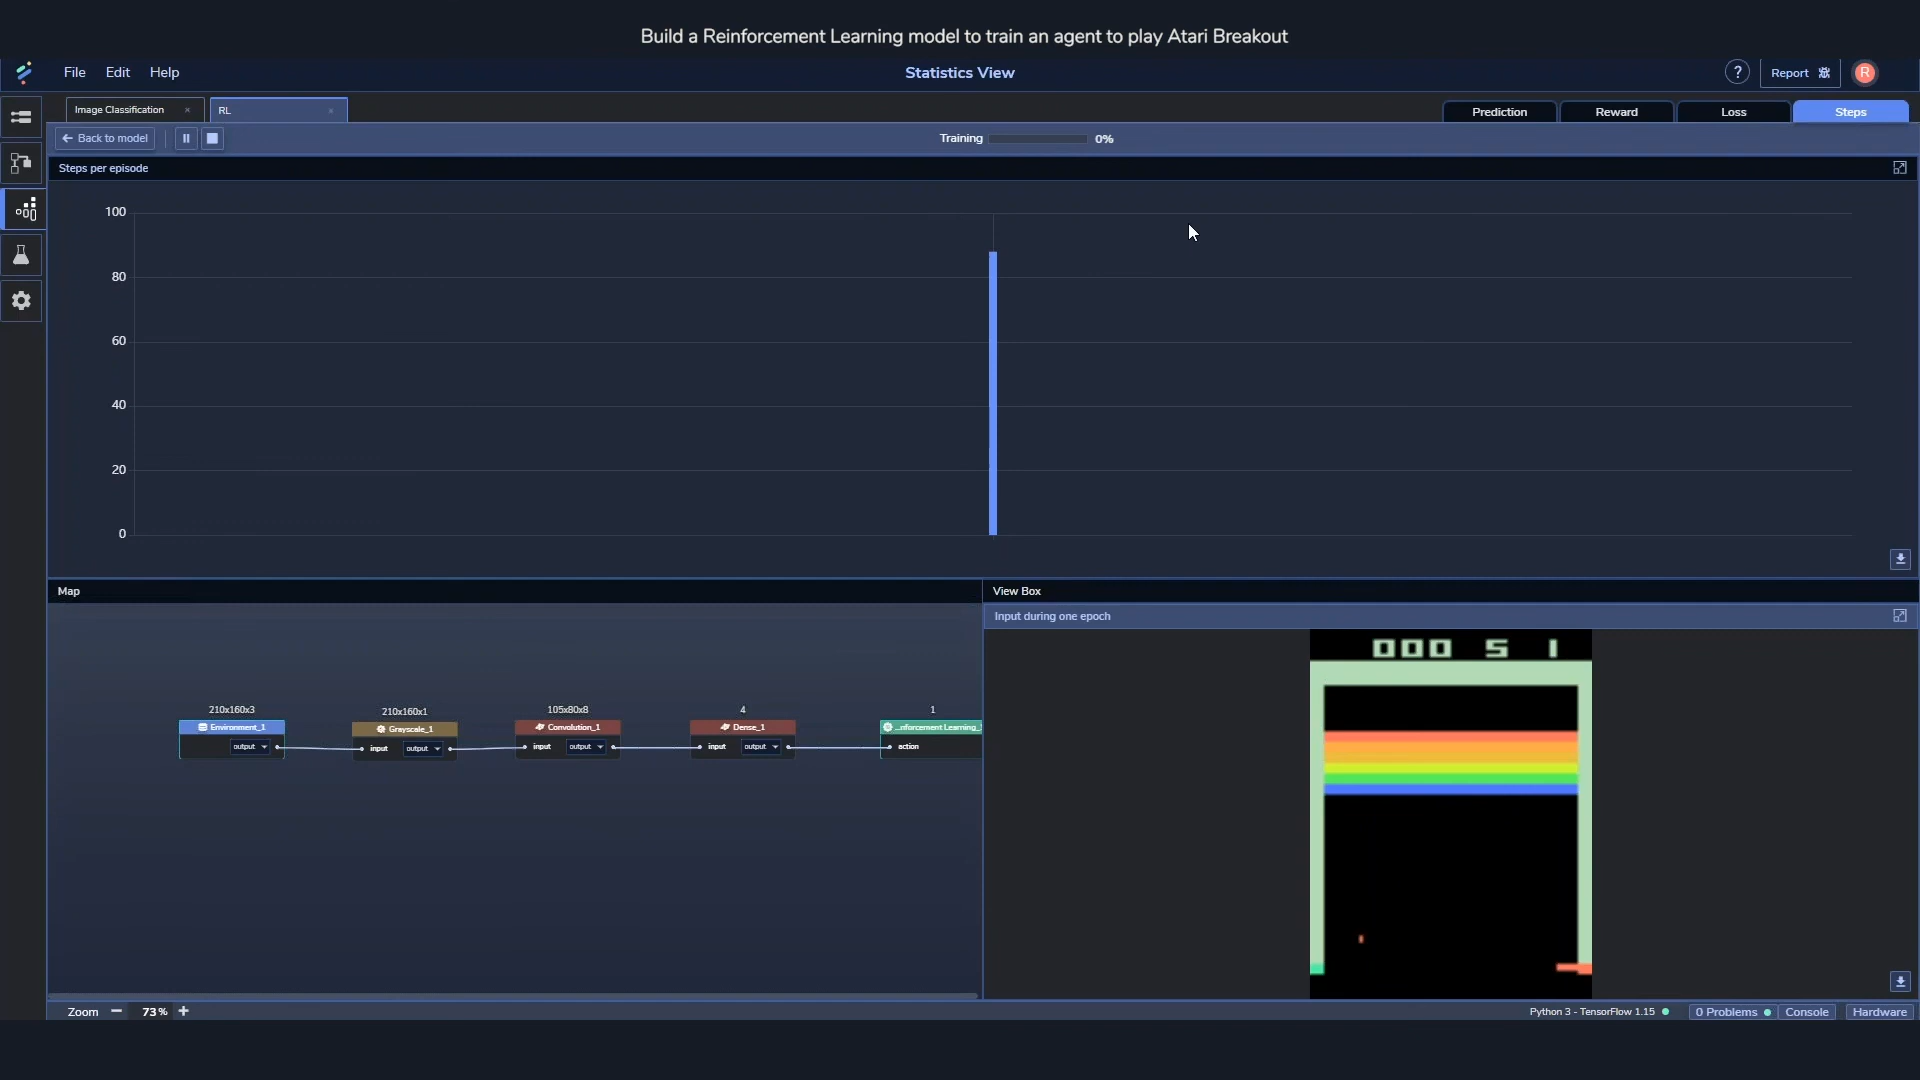 Build a Reinforcement Learning model to train an agent to play Atari Breakout
File Edit Help
Statistics View
? Report R
Image Classification ×
RL ×
Prediction Reward Loss Steps
Back to model
Training 0%
Steps per episode
100
80
60
40
20
0
Map
210x160x3
Environment_1
output
210x160x1
Grayscale_1
input output
105x80x8
Convolution_1
input output
4
Dense_1
input output
1
...nforcement Learning_1
action
View Box
Input during one epoch
000 5 1
Zoom − 73% +
Python 3 - TensorFlow 1.15
0 Problems
Console
Hardware